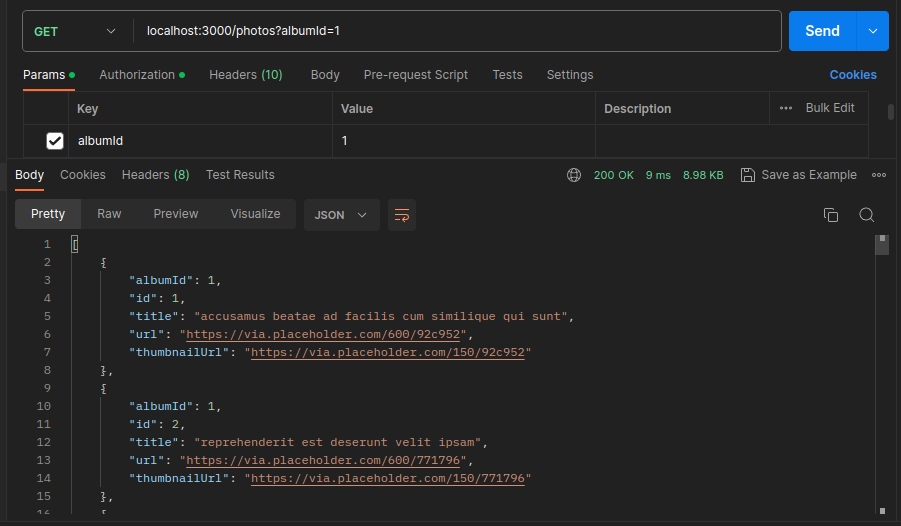 GET localhost:3000/photos?albumId=1 Send
Params Authorization Headers (10) Body Pre-request Script Tests Settings Cookies
Key Value Description ••• Bulk Edit
albumId 1
Body Cookies Headers (8) Test Results 200 OK 9 ms 8.98 KB Save as Example
Pretty Raw Preview Visualize JSON
1 [
2 {
3 "albumId": 1,
4 "id": 1,
5 "title": "accusamus beatae ad facilis cum similique qui sunt",
6 "url": "https://via.placeholder.com/600/92c952",
7 "thumbnailUrl": "https://via.placeholder.com/150/92c952"
8 },
9 {
10 "albumId": 1,
11 "id": 2,
12 "title": "reprehenderit est deserunt velit ipsam",
13 "url": "https://via.placeholder.com/600/771796",
14 "thumbnailUrl": "https://via.placeholder.com/150/771796"
15 },
16 {